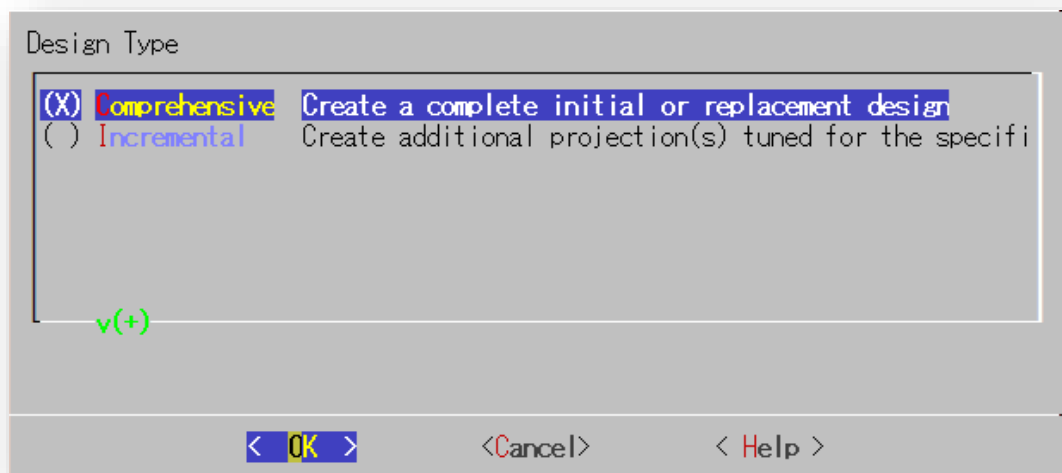 Design Type
(X) Comprehensive Create a complete initial or replacement design
( ) Incremental Create additional projection(s) tuned for the specifi
v(+)
< OK > <Cancel> < Help >